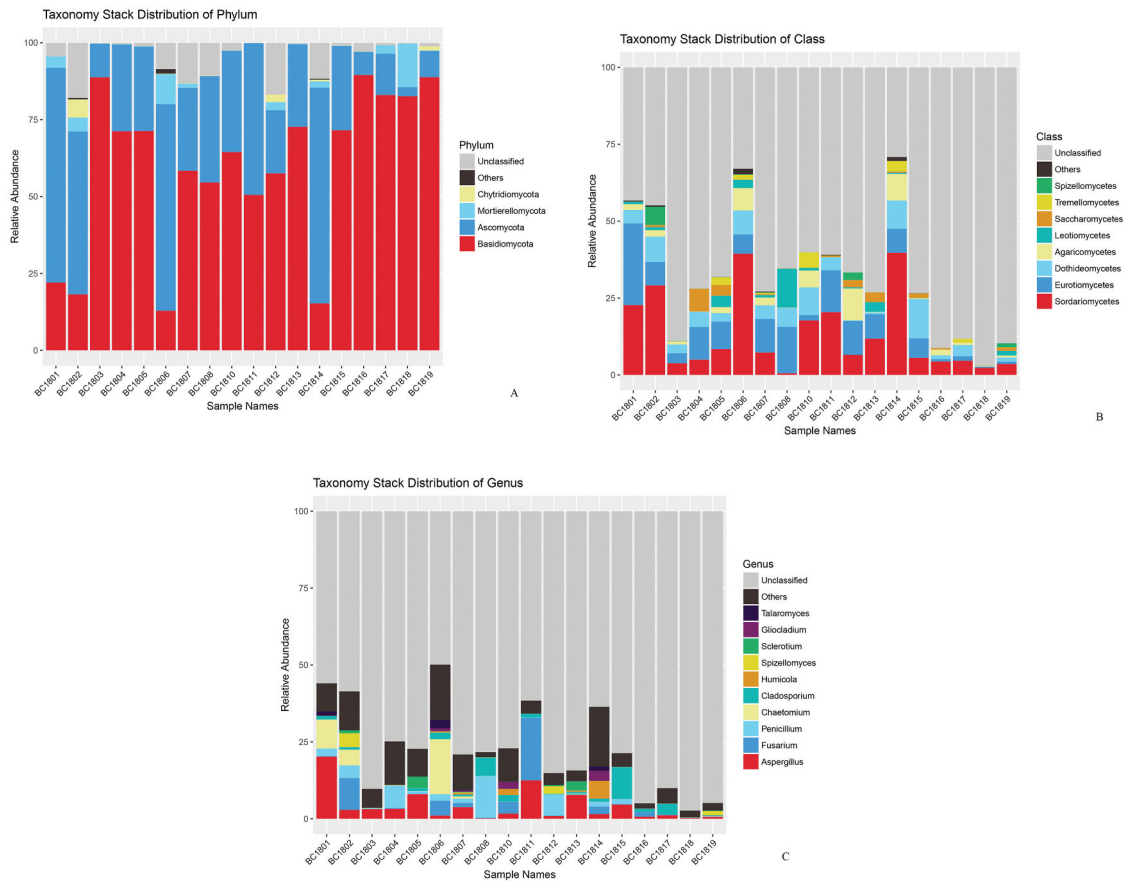 Taxonomy Stack Distribution of Phylum
100
75
50
25
0
Relative Abundance
BC1801
BC1802
BC1803
BC1804
BC1805
BC1806
BC1807
BC1808
BC1810
BC1811
BC1812
BC1813
BC1814
BC1815
BC1816
BC1817
BC1818
BC1819
Sample Names
Phylum
Unclassified
Others
Chytridiomycota
Mortierellomycota
Ascomycota
Basidiomycota
A
Taxonomy Stack Distribution of Class
100
75
50
25
0
Relative Abundance
BC1801
BC1802
BC1803
BC1804
BC1805
BC1806
BC1807
BC1808
BC1810
BC1811
BC1812
BC1813
BC1814
BC1815
BC1816
BC1817
BC1818
BC1819
Sample Names
Class
Unclassified
Others
Spizellomycetes
Tremellomycetes
Saccharomycetes
Leotiomycetes
Agaricomycetes
Dothideomycetes
Eurotiomycetes
Sordariomycetes
B
Taxonomy Stack Distribution of Genus
100
75
50
25
0
Relative Abundance
BC1801
BC1802
BC1803
BC1804
BC1805
BC1806
BC1807
BC1808
BC1810
BC1811
BC1812
BC1813
BC1814
BC1815
BC1816
BC1817
BC1818
BC1819
Sample Names
Genus
Unclassified
Others
Talaromyces
Gliocladium
Sclerotium
Spizellomyces
Humicola
Cladosporium
Chaetomium
Penicillium
Fusarium
Aspergillus
C